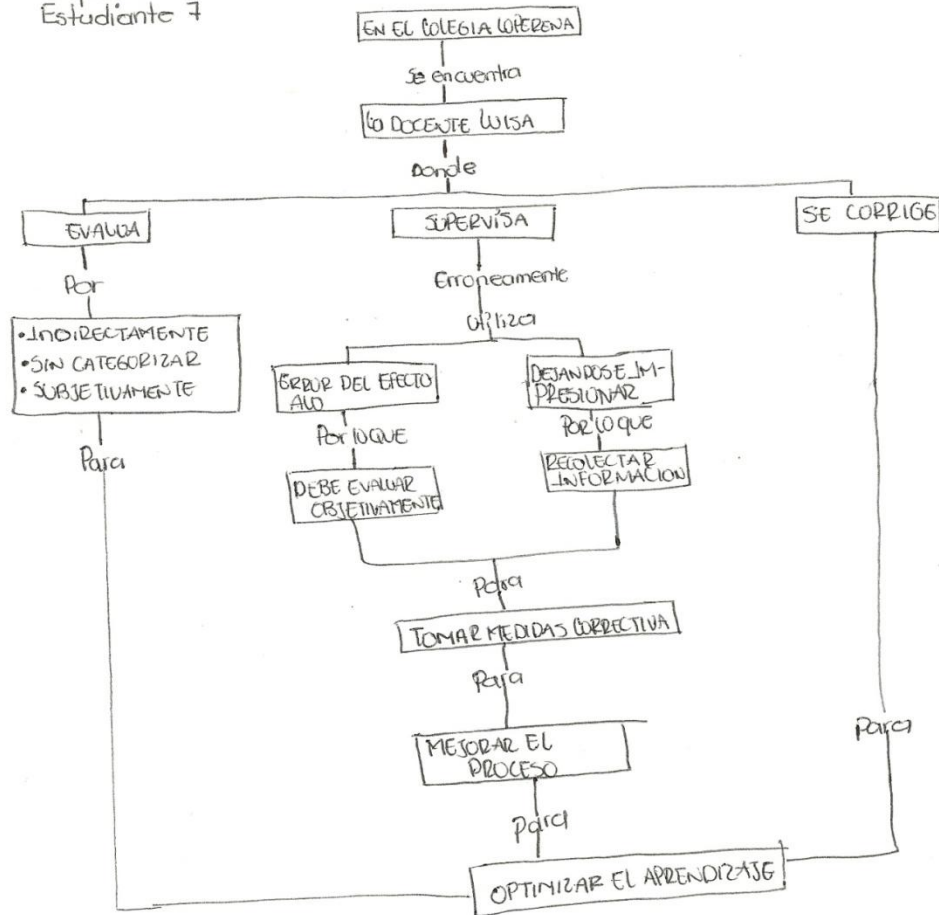 Estudiante 7
EN EL COLEGIA LOPERENA
Se encuentra
LA DOCENTE LUISA
Donde
EVALUA
SUPERVISA
SE CORRIGE
Por
Erroneamente
•INDIRECTAMENTE
•SIN CATEGORIZAR
•SUBJETIVAMENTE
utiliza
ERROR DEL EFECTO
ALO
DEJANDOSE IM-
PRESIONAR
Para
Por lo QUE
Por lo que
DEBE EVALUAR
OBJETIVAMENTE
RECOLECTAR
INFORMACION
Para
TOMAR MEDIDAS CORRECTIVA
Para
MEJORAR EL
PROCESO
Para
Para
OPTIMIZAR EL APRENDIZAJE